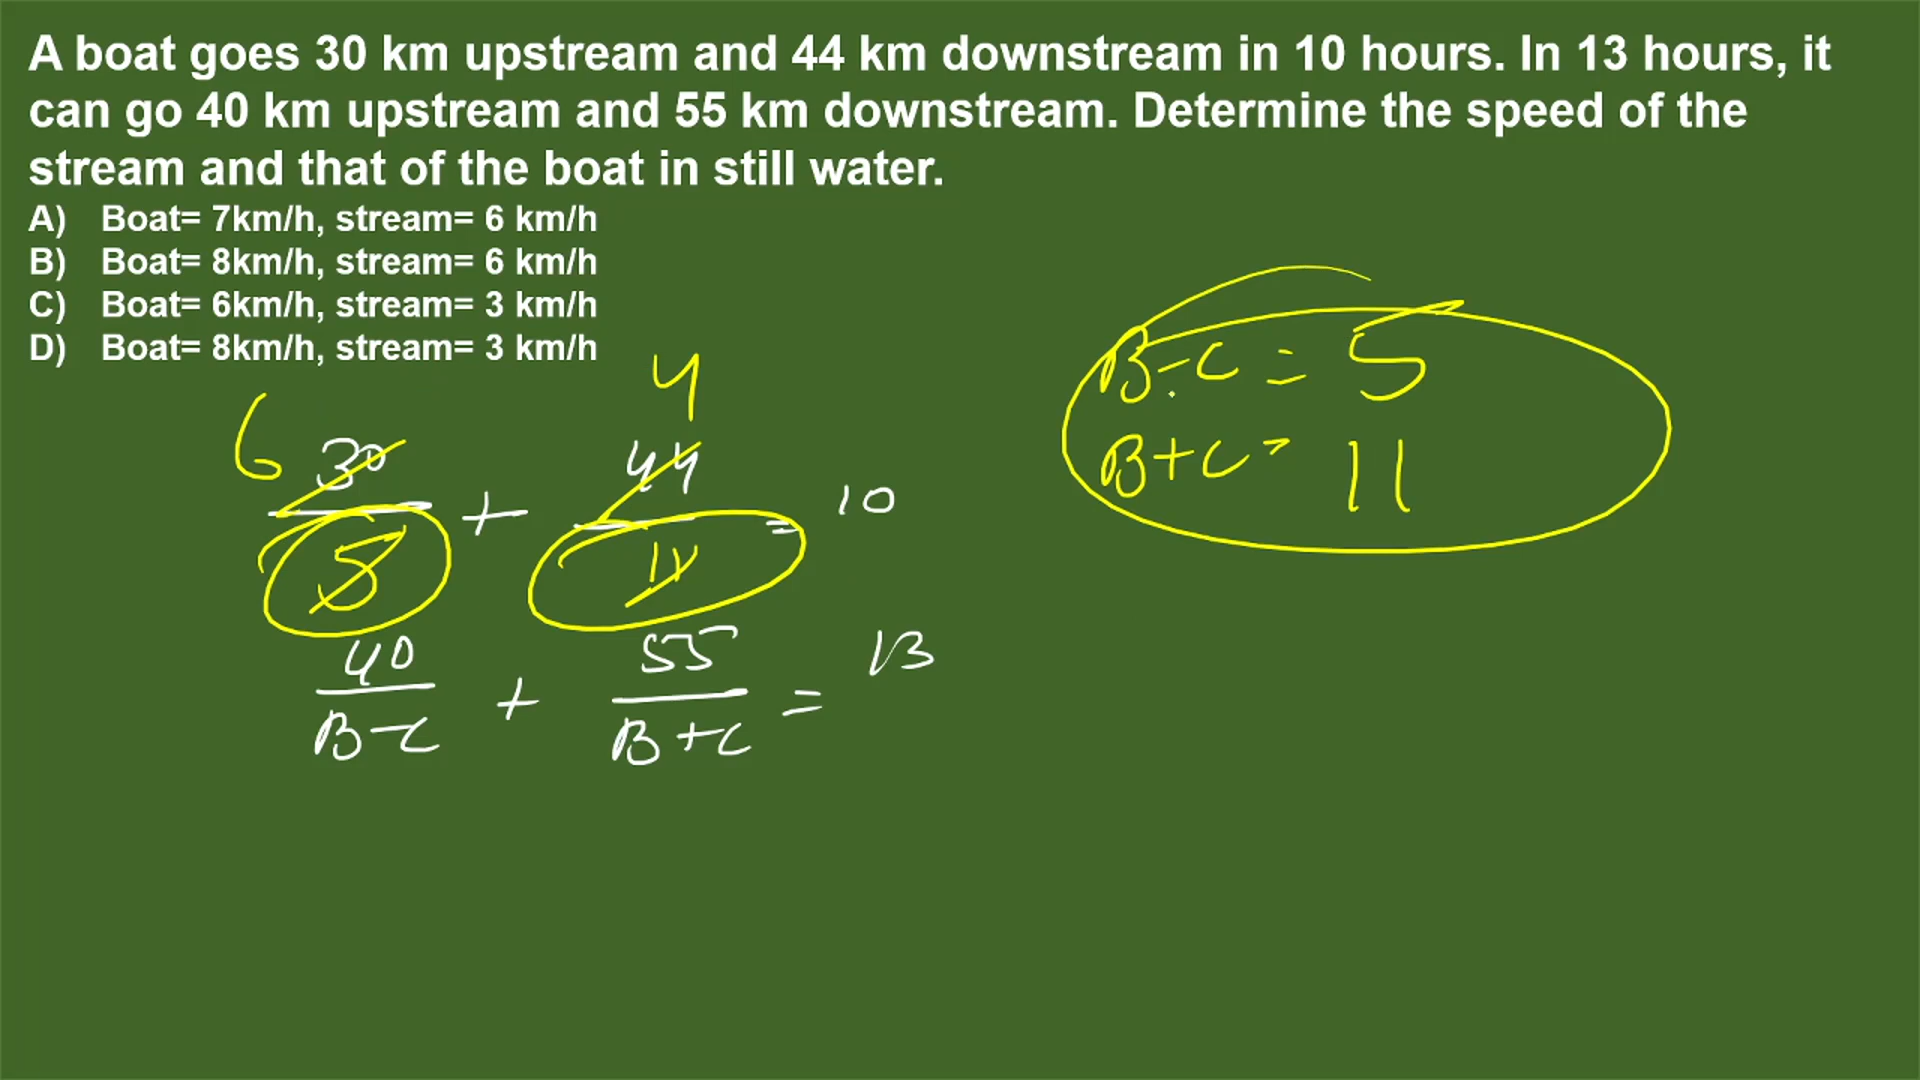 A boat goes 30 km upstream and 44 km downstream in 10 hours. In 13 hours, it
can go 40 km upstream and 55 km downstream. Determine the speed of the
stream and that of the boat in still water.
A) Boat= 7km/h, stream= 6 km/h
B) Boat= 8km/h, stream= 6 km/h
C) Boat= 6km/h, stream= 3 km/h
D) Boat= 8km/h, stream= 3 km/h
6 4
30 + 44 = 10
5 11
40 + 55 = 13
B-C B+C
B-C = 5
B+C = 11